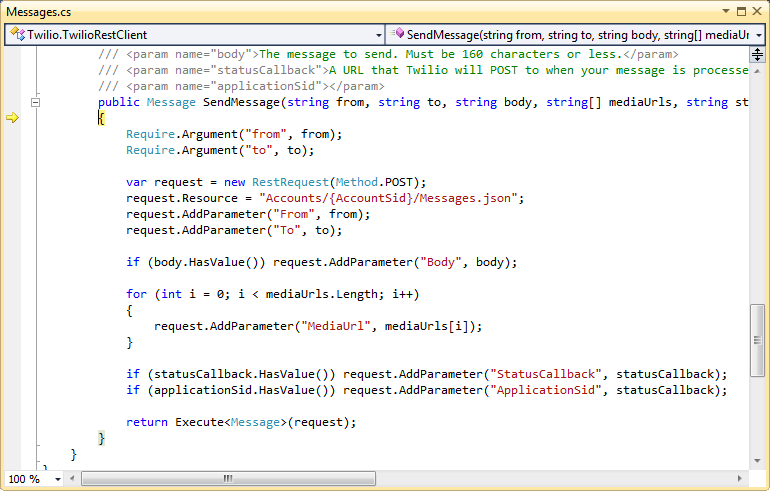 Messages.cs
Twilio.TwilioRestClient SendMessage(string from, string to, string body, string[] mediaUr
/// <param name="body">The message to send. Must be 160 characters or less.</param>
/// <param name="statusCallback">A URL that Twilio will POST to when your message is processe
/// <param name="applicationSid"></param>
public Message SendMessage(string from, string to, string body, string[] mediaUrls, string st
{
Require.Argument("from", from);
Require.Argument("to", to);
var request = new RestRequest(Method.POST);
request.Resource = "Accounts/{AccountSid}/Messages.json";
request.AddParameter("From", from);
request.AddParameter("To", to);
if (body.HasValue()) request.AddParameter("Body", body);
for (int i = 0; i < mediaUrls.Length; i++)
{
request.AddParameter("MediaUrl", mediaUrls[i]);
}
if (statusCallback.HasValue()) request.AddParameter("StatusCallback", statusCallback);
if (applicationSid.HasValue()) request.AddParameter("ApplicationSid", statusCallback);
return Execute<Message>(request);
}
}
}
100 %